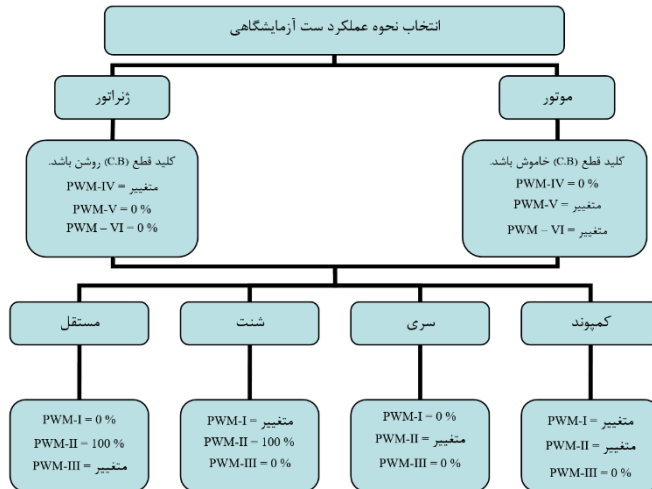 انتخاب نحوه عملکرد ست آزمایشگاهی
موتور
ژنراتور
کلید قطع (C.B) خاموش باشد.
PWM-IV = 0 %
PWM-V = متغییر
PWM – VI = متغییر
کلید قطع (C.B) روشن باشد.
PWM-IV = متغییر
PWM-V = 0 %
PWM – VI = 0 %
کمپوند
سری
شنت
مستقل
PWM-I = متغییر
PWM-II = متغییر
PWM-III = 0 %
PWM-I = 0 %
PWM-II = متغییر
PWM-III = 0 %
PWM-I = متغییر
PWM-II = 100 %
PWM-III = 0 %
PWM-I = 0 %
PWM-II = 100 %
PWM-III = متغییر